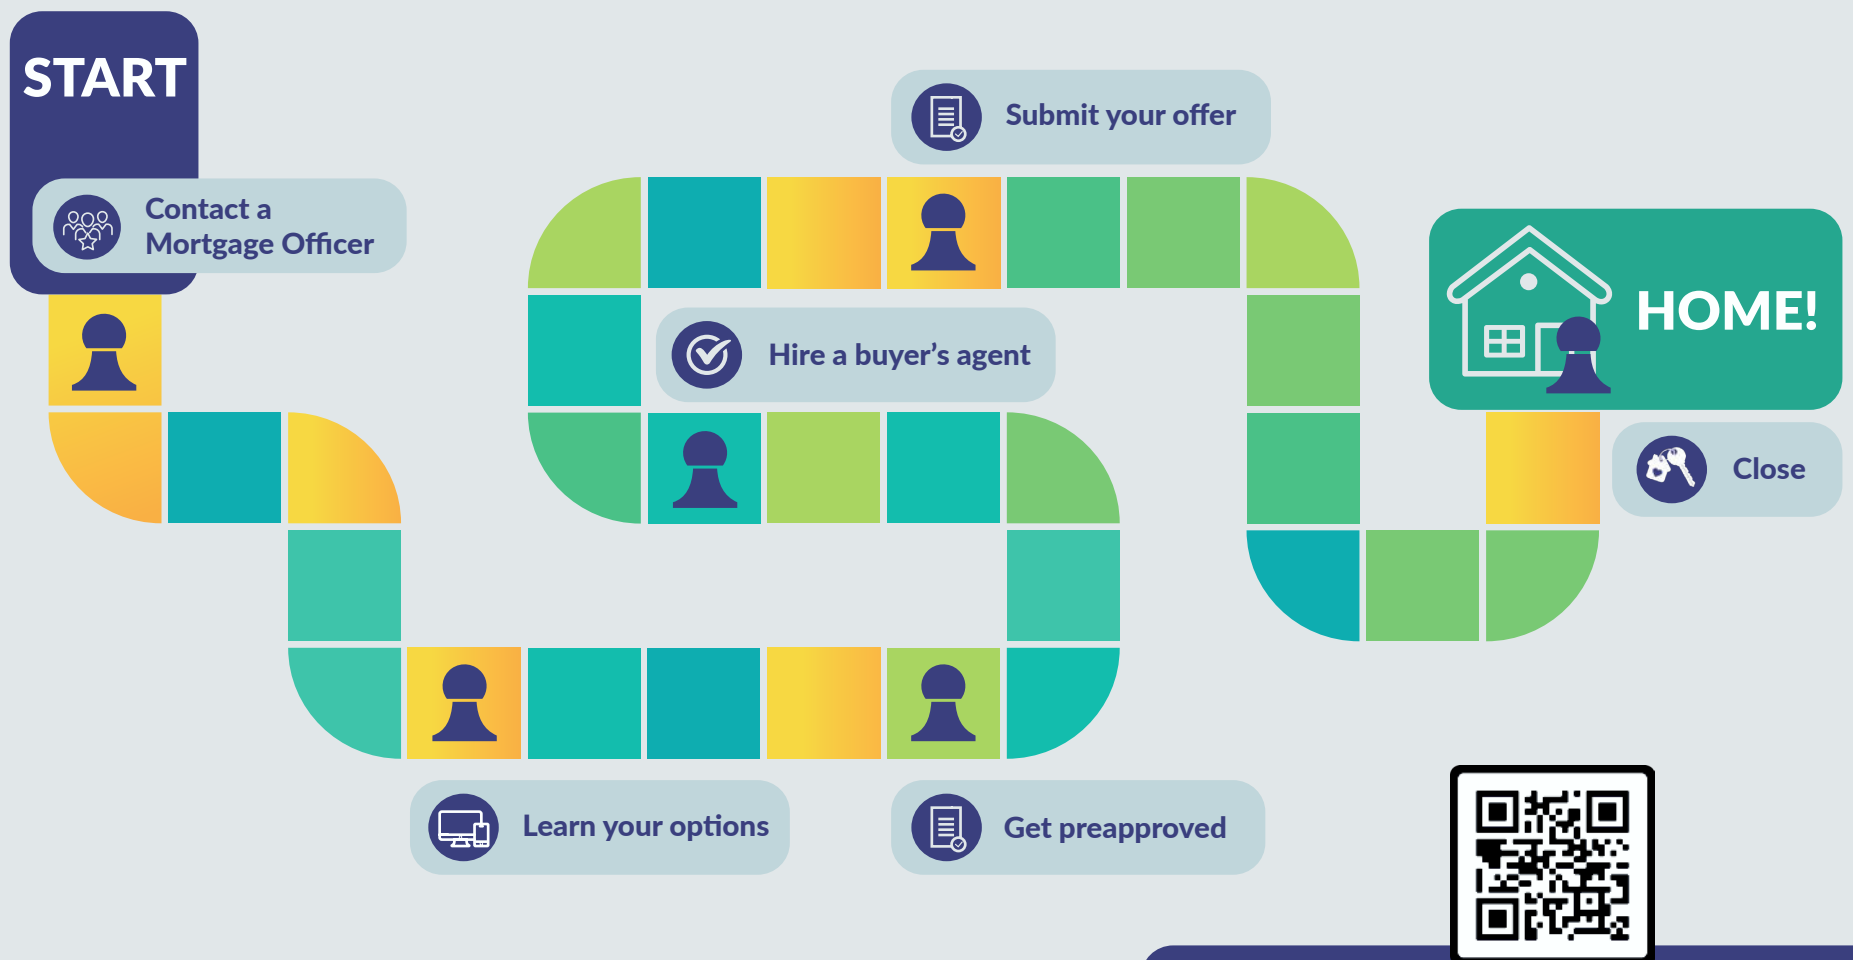 START
Contact a
Mortgage Officer
Submit your offer
Hire a buyer’s agent
HOME!
Close
Learn your options
Get preapproved